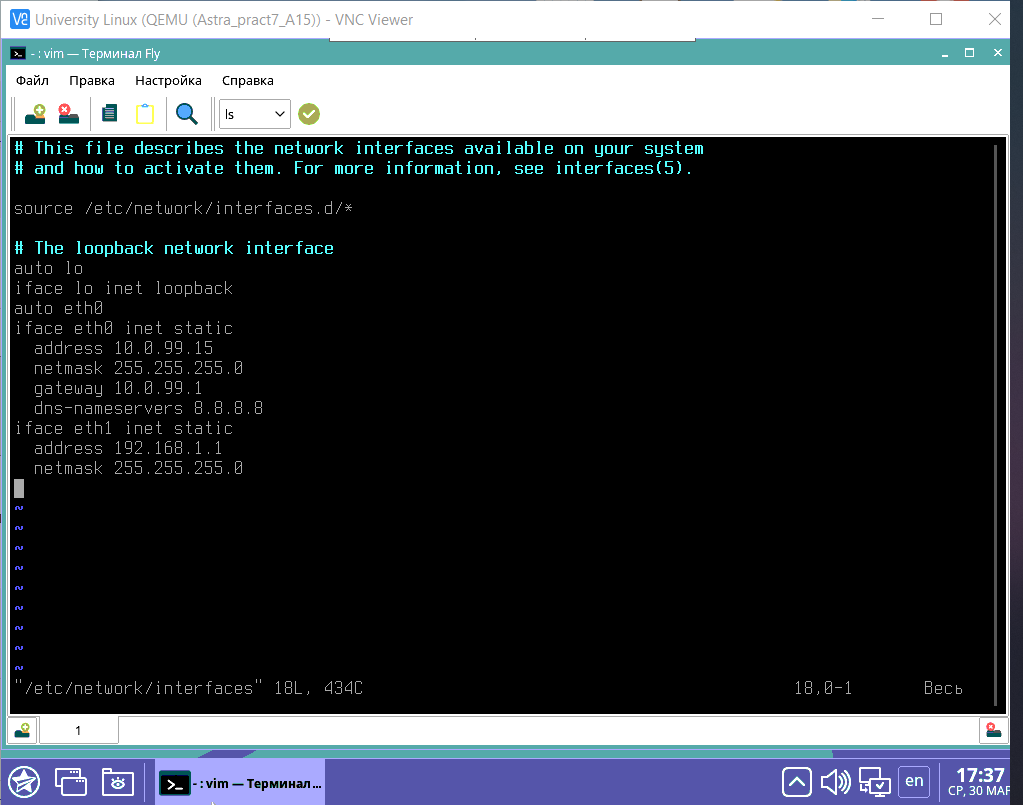 University Linux (QEMU (Astra_pract7_A15)) - VNC Viewer
- : vim — Терминал Fly
Файл Правка Настройка Справка
ls
# This file describes the network interfaces available on your system
# and how to activate them. For more information, see interfaces(5).
source /etc/network/interfaces.d/*
# The loopback network interface
auto lo
iface lo inet loopback
auto eth0
iface eth0 inet static
  address 10.0.99.15
  netmask 255.255.255.0
  gateway 10.0.99.1
  dns-nameservers 8.8.8.8
iface eth1 inet static
  address 192.168.1.1
  netmask 255.255.255.0
~
~
~
~
~
~
~
~
~
"/etc/network/interfaces" 18L, 434C 18,0-1 Весь
1
- : vim — Терминал... en 17:37
СР, 30 МАР